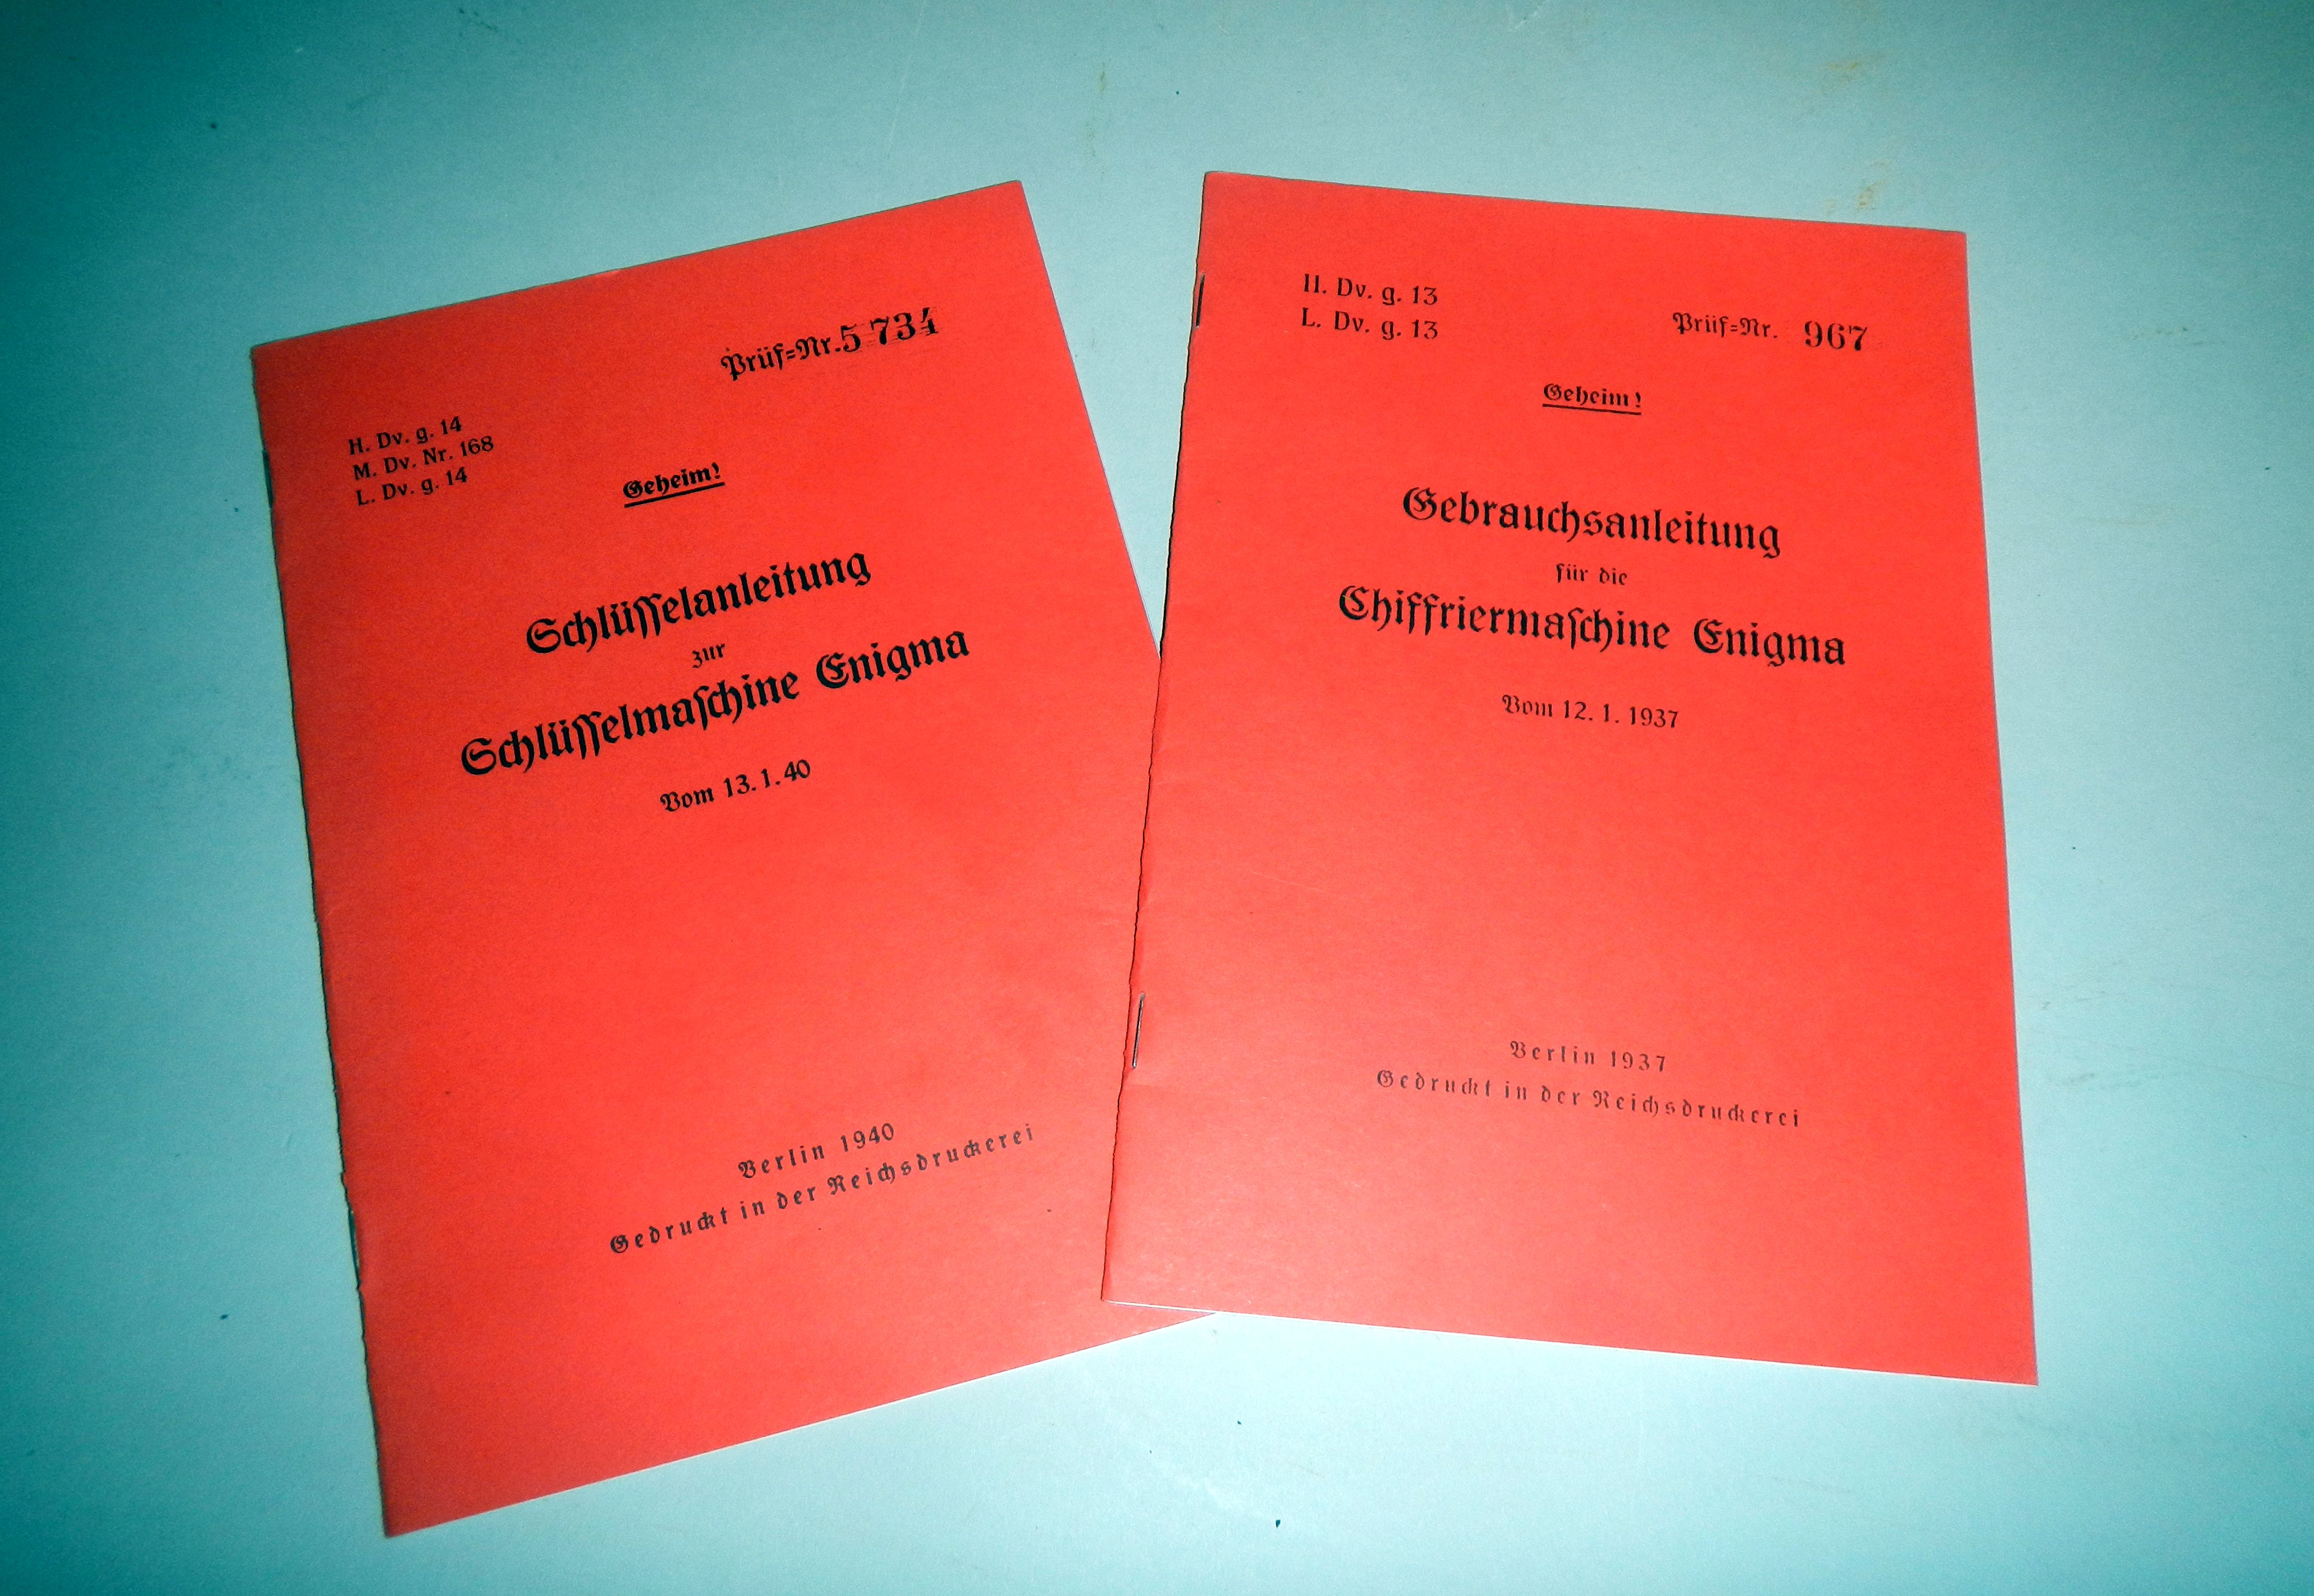 Prüf=Nr. 5 734
H. Dv. g. 14
M. Dv. Nr. 168
L. Dv. g. 14
Geheim!
Schlüſſelanleitung
zur
Schlüſſelmaſchine Enigma
Vom 13. 1. 40
Berlin 1940
Gedruckt in der Reichsdruckerei
H. Dv. g. 13
L. Dv. g. 13
Prüf=Nr. 967
Geheim!
Gebrauchsanleitung
für die
Chiffriermaſchine Enigma
Vom 12. 1. 1937
Berlin 1937
Gedruckt in der Reichsdruckerei